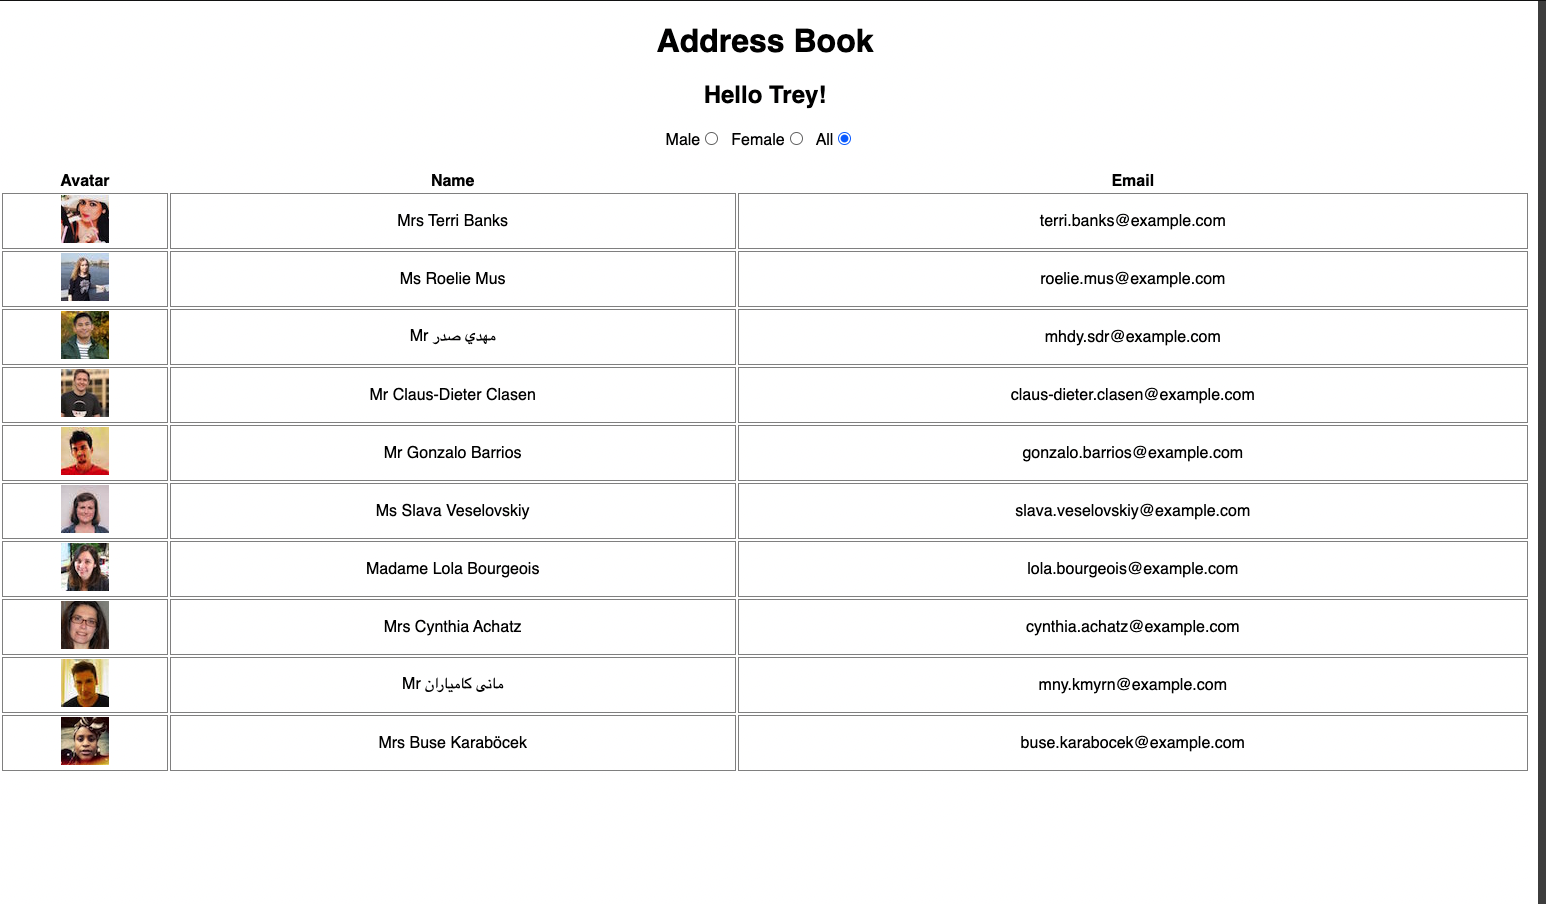 Address Book
Hello Trey!
Male Female All
Avatar Name Email
Mrs Terri Banks terri.banks@example.com
Ms Roelie Mus roelie.mus@example.com
Mr مهدي صدر mhdy.sdr@example.com
Mr Claus-Dieter Clasen claus-dieter.clasen@example.com
Mr Gonzalo Barrios gonzalo.barrios@example.com
Ms Slava Veselovskiy slava.veselovskiy@example.com
Madame Lola Bourgeois lola.bourgeois@example.com
Mrs Cynthia Achatz cynthia.achatz@example.com
Mr مانی کامیاران mny.kmyrn@example.com
Mrs Buse Karaböcek buse.karabocek@example.com